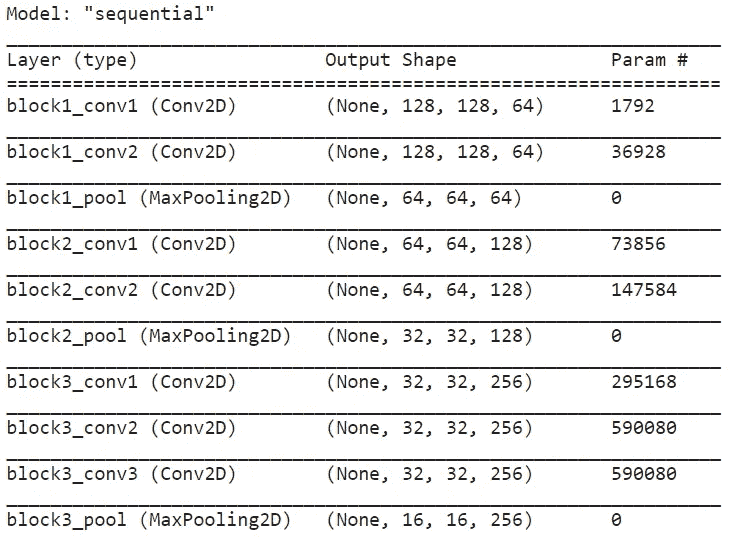 Model: "sequential"
Layer (type) Output Shape Param #
block1_conv1 (Conv2D) (None, 128, 128, 64) 1792
block1_conv2 (Conv2D) (None, 128, 128, 64) 36928
block1_pool (MaxPooling2D) (None, 64, 64, 64) 0
block2_conv1 (Conv2D) (None, 64, 64, 128) 73856
block2_conv2 (Conv2D) (None, 64, 64, 128) 147584
block2_pool (MaxPooling2D) (None, 32, 32, 128) 0
block3_conv1 (Conv2D) (None, 32, 32, 256) 295168
block3_conv2 (Conv2D) (None, 32, 32, 256) 590080
block3_conv3 (Conv2D) (None, 32, 32, 256) 590080
block3_pool (MaxPooling2D) (None, 16, 16, 256) 0